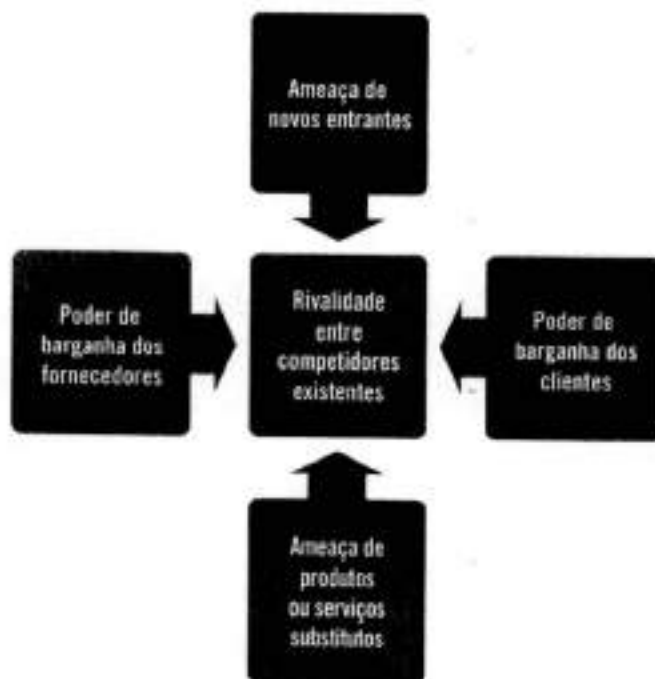 Ameaça de
novos entrantes
Poder de
barganha dos
fornecedores
Rivalidade
entre
competidores
existentes
Poder de
barganha dos
clientes
Ameaça de
produtos
ou serviços
substitutos